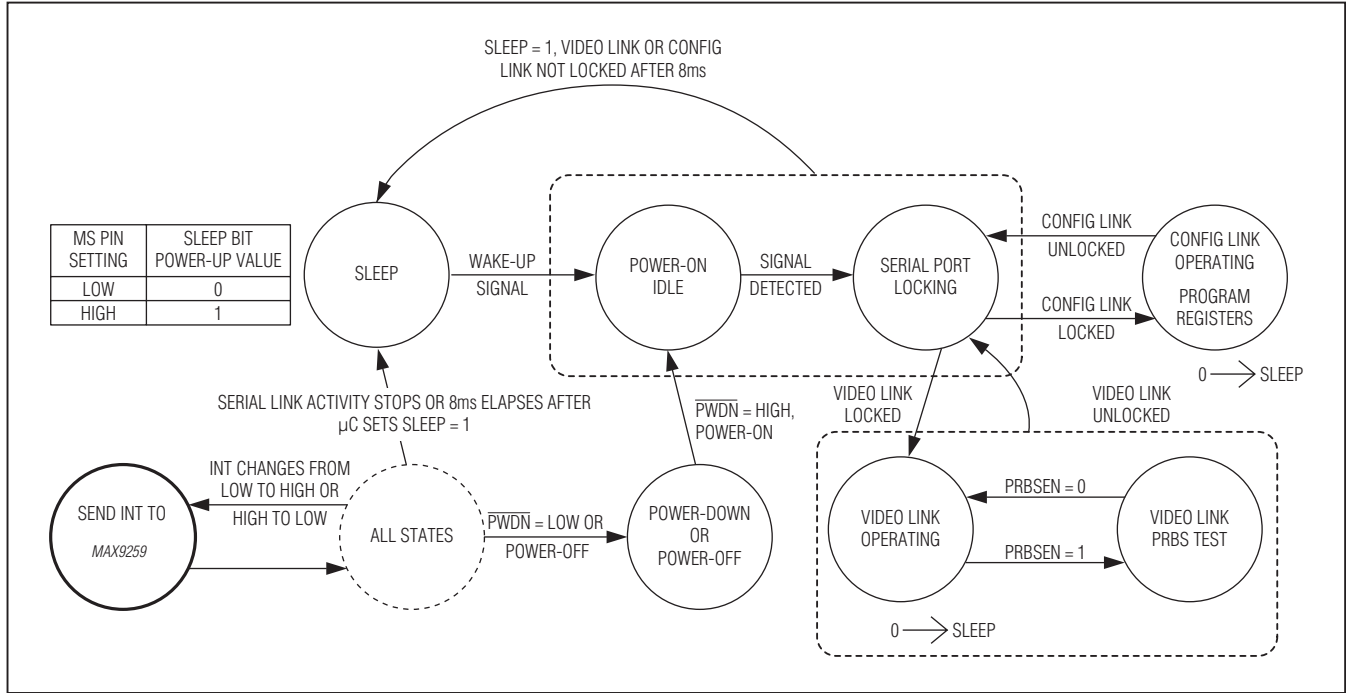 SLEEP = 1, VIDEO LINK OR CONFIG
LINK NOT LOCKED AFTER 8ms
MS PIN
SETTING
SLEEP BIT
POWER-UP VALUE
LOW
0
HIGH
1
SLEEP
WAKE-UP
SIGNAL
POWER-ON
IDLE
SIGNAL
DETECTED
SERIAL PORT
LOCKING
CONFIG LINK
UNLOCKED
CONFIG LINK
LOCKED
CONFIG LINK
OPERATING
PROGRAM
REGISTERS
0 → SLEEP
SERIAL LINK ACTIVITY STOPS OR 8ms ELAPSES AFTER
µC SETS SLEEP = 1
PWDN = HIGH,
POWER-ON
VIDEO LINK
LOCKED
VIDEO LINK
UNLOCKED
SEND INT TO
MAX9259
INT CHANGES FROM
LOW TO HIGH OR
HIGH TO LOW
ALL STATES
PWDN = LOW OR
POWER-OFF
POWER-DOWN
OR
POWER-OFF
VIDEO LINK
OPERATING
PRBSEN = 0
PRBSEN = 1
VIDEO LINK
PRBS TEST
0 → SLEEP